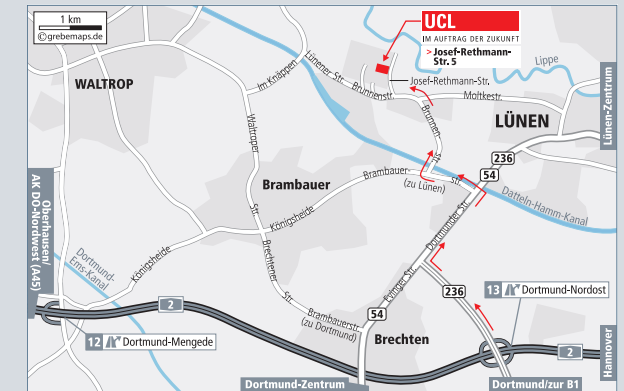 1 km
©grebemaps.de
UCL
IM AUFTRAG DER ZUKUNFT
> Josef-Rethmann-
Str. 5
Josef-Rethmann-Str.
Lippe
Im Knäppen
Lünener Str.
Brunnenstr.
Moltkestr.
WALTROP
LÜNEN
Lünen-Zentrum
Waltroper
Str.
Brunnen-
str.
236
54
Brambauer
Brambauer-
str.
(zu Lünen)
Datteln-Hamm-Kanal
Oberhausen/
AK DO-Nordwest (A45)
Königsheide
Königsheide
Dortmund-
Ems-Kanal
Brechtener
Str.
Dortmunder Str.
Evinger Str.
236
13 Dortmund-Nordost
2
Brambauerstr.
(zu Dortmund)
54
12 Dortmund-Mengede
Brechten
2
Hannover
Dortmund-Zentrum
Dortmund/zur B1